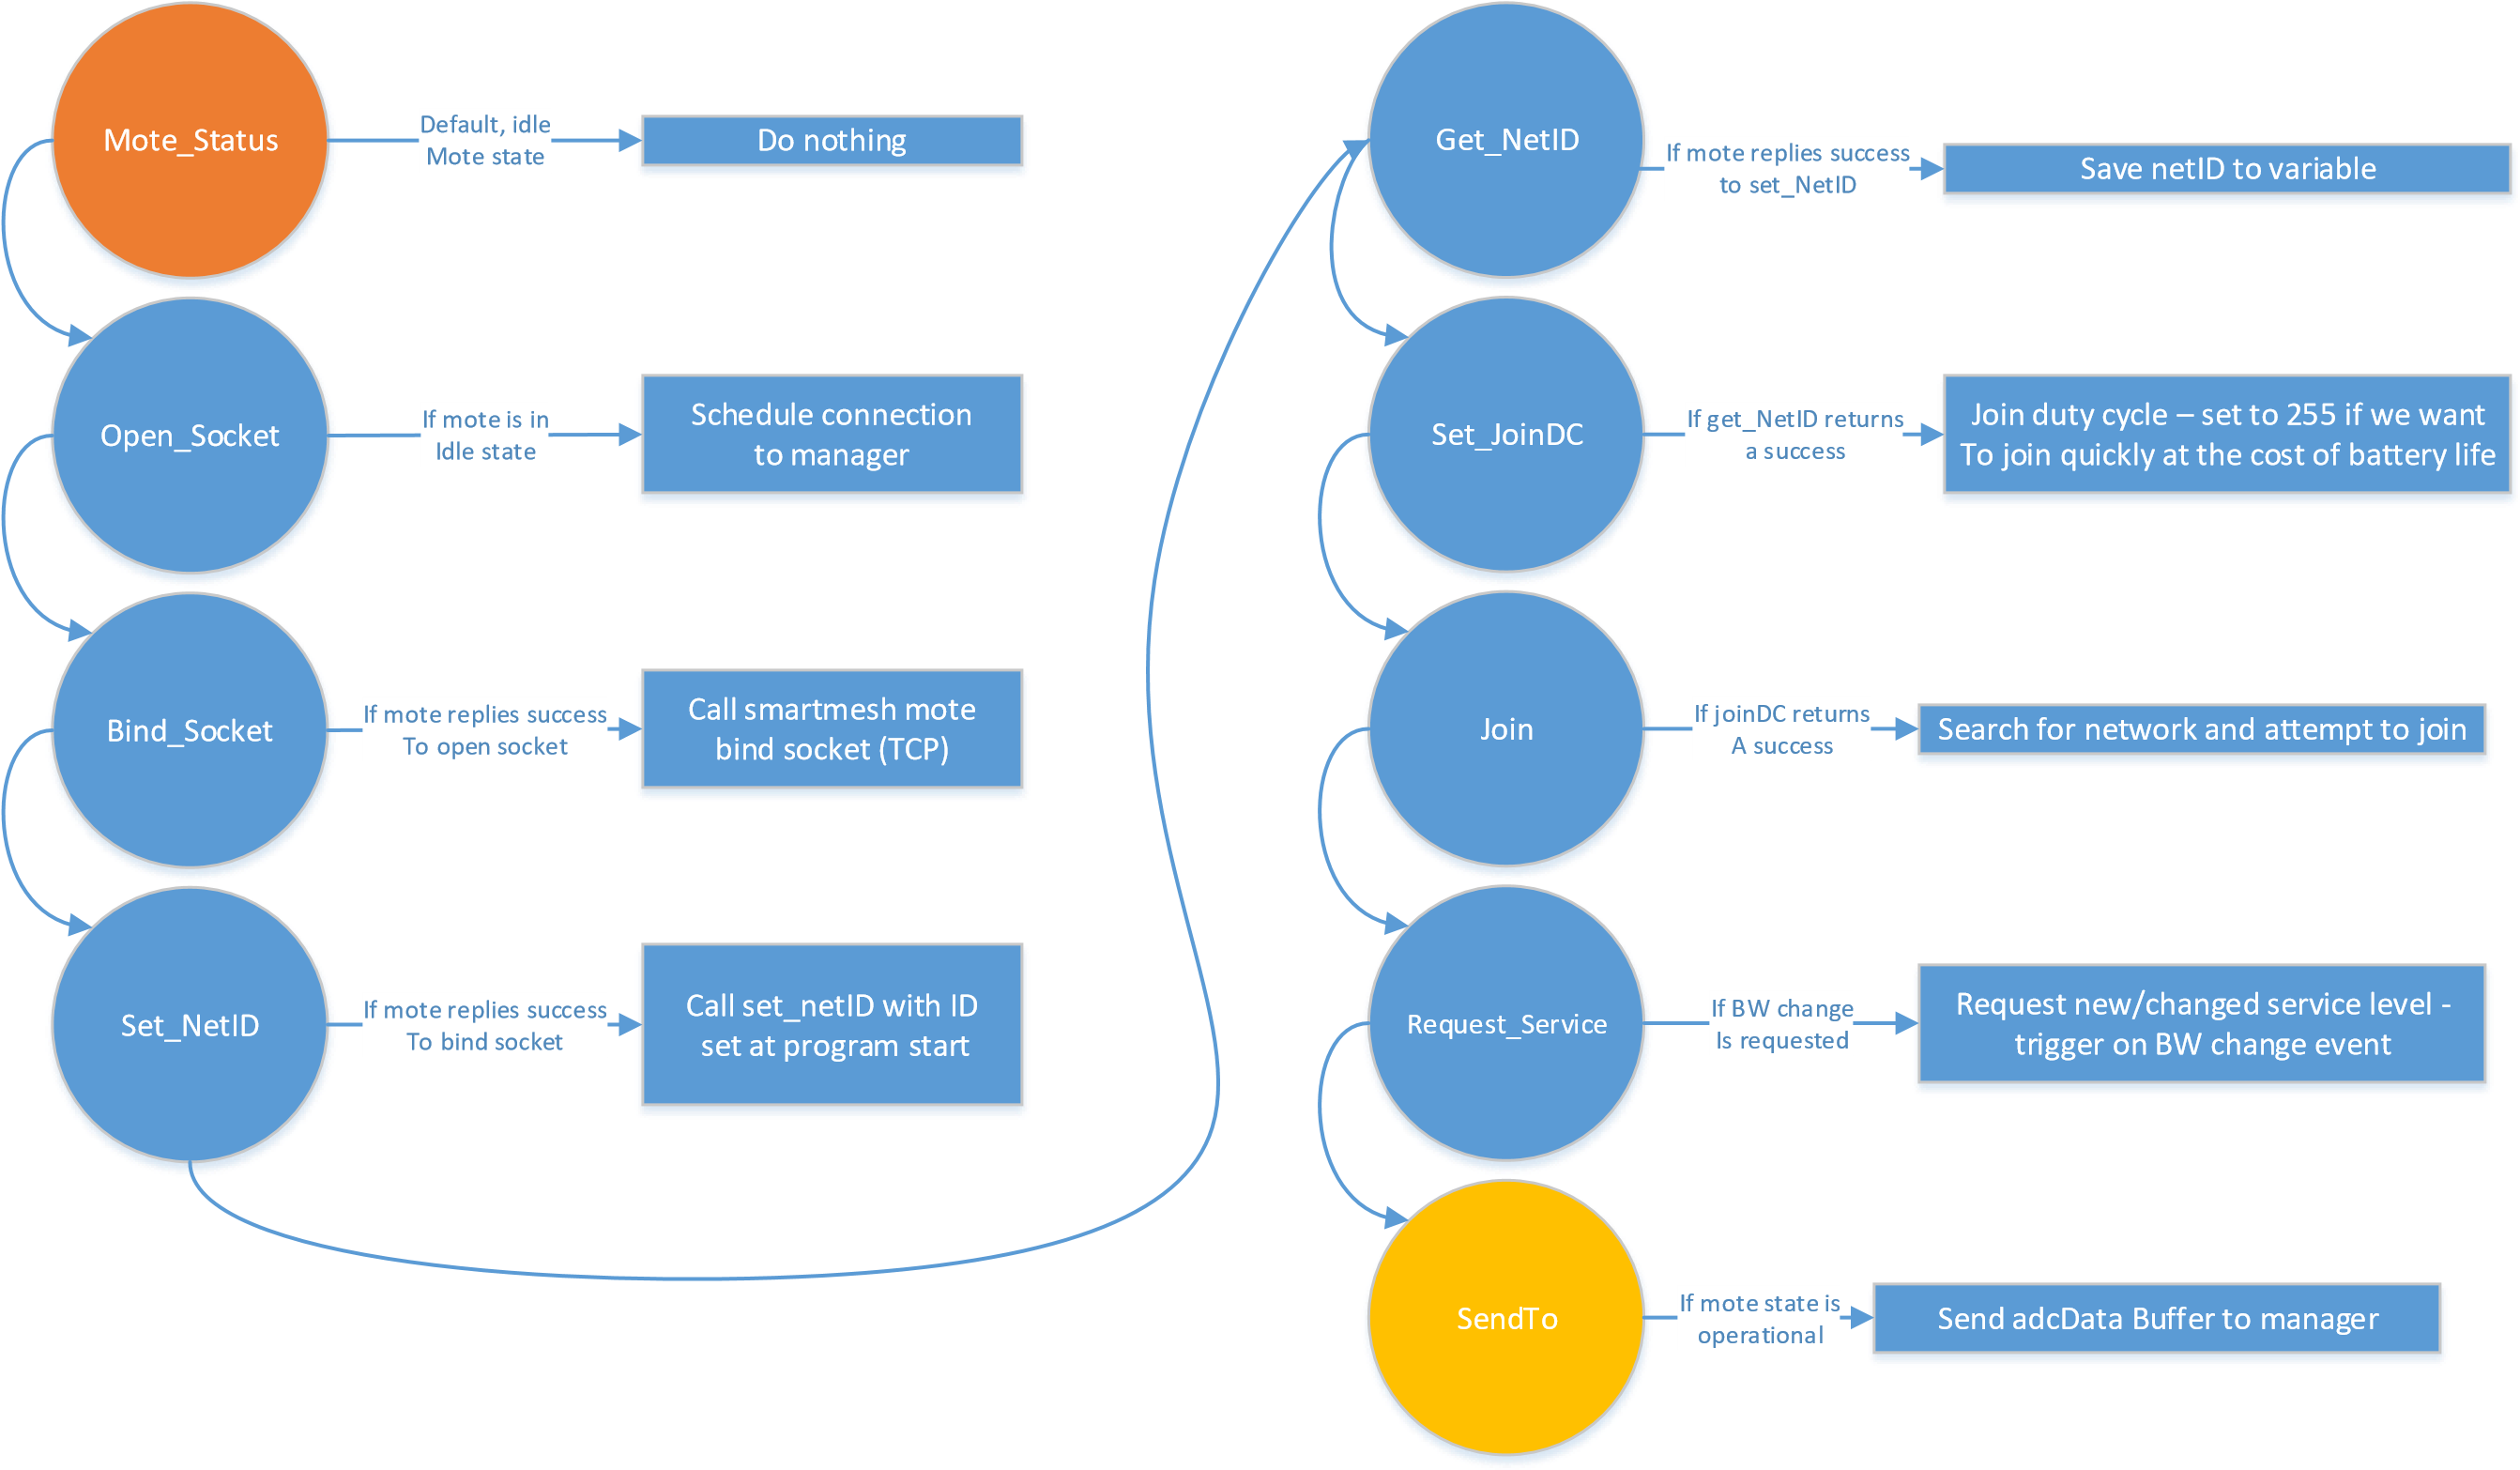 Mote_Status
Default, idle
Mote state
Do nothing
Open_Socket
If mote is in
Idle state
Schedule connection
to manager
Bind_Socket
If mote replies success
To open socket
Call smartmesh mote
bind socket (TCP)
Set_NetID
If mote replies success
To bind socket
Call set_netID with ID
set at program start
Get_NetID
If mote replies success
to set_NetID
Save netID to variable
Set_JoinDC
If get_NetID returns
a success
Join duty cycle – set to 255 if we want
To join quickly at the cost of battery life
Join
If joinDC returns
A success
Search for network and attempt to join
Request_Service
If BW change
Is requested
Request new/changed service level -
trigger on BW change event
SendTo
If mote state is
operational
Send adcData Buffer to manager